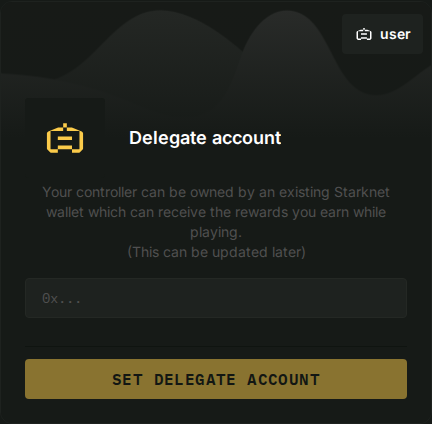 user
Delegate account
Your controller can be owned by an existing Starknet
wallet which can receive the rewards you earn while
playing.
(This can be updated later)
0x...
SET DELEGATE ACCOUNT